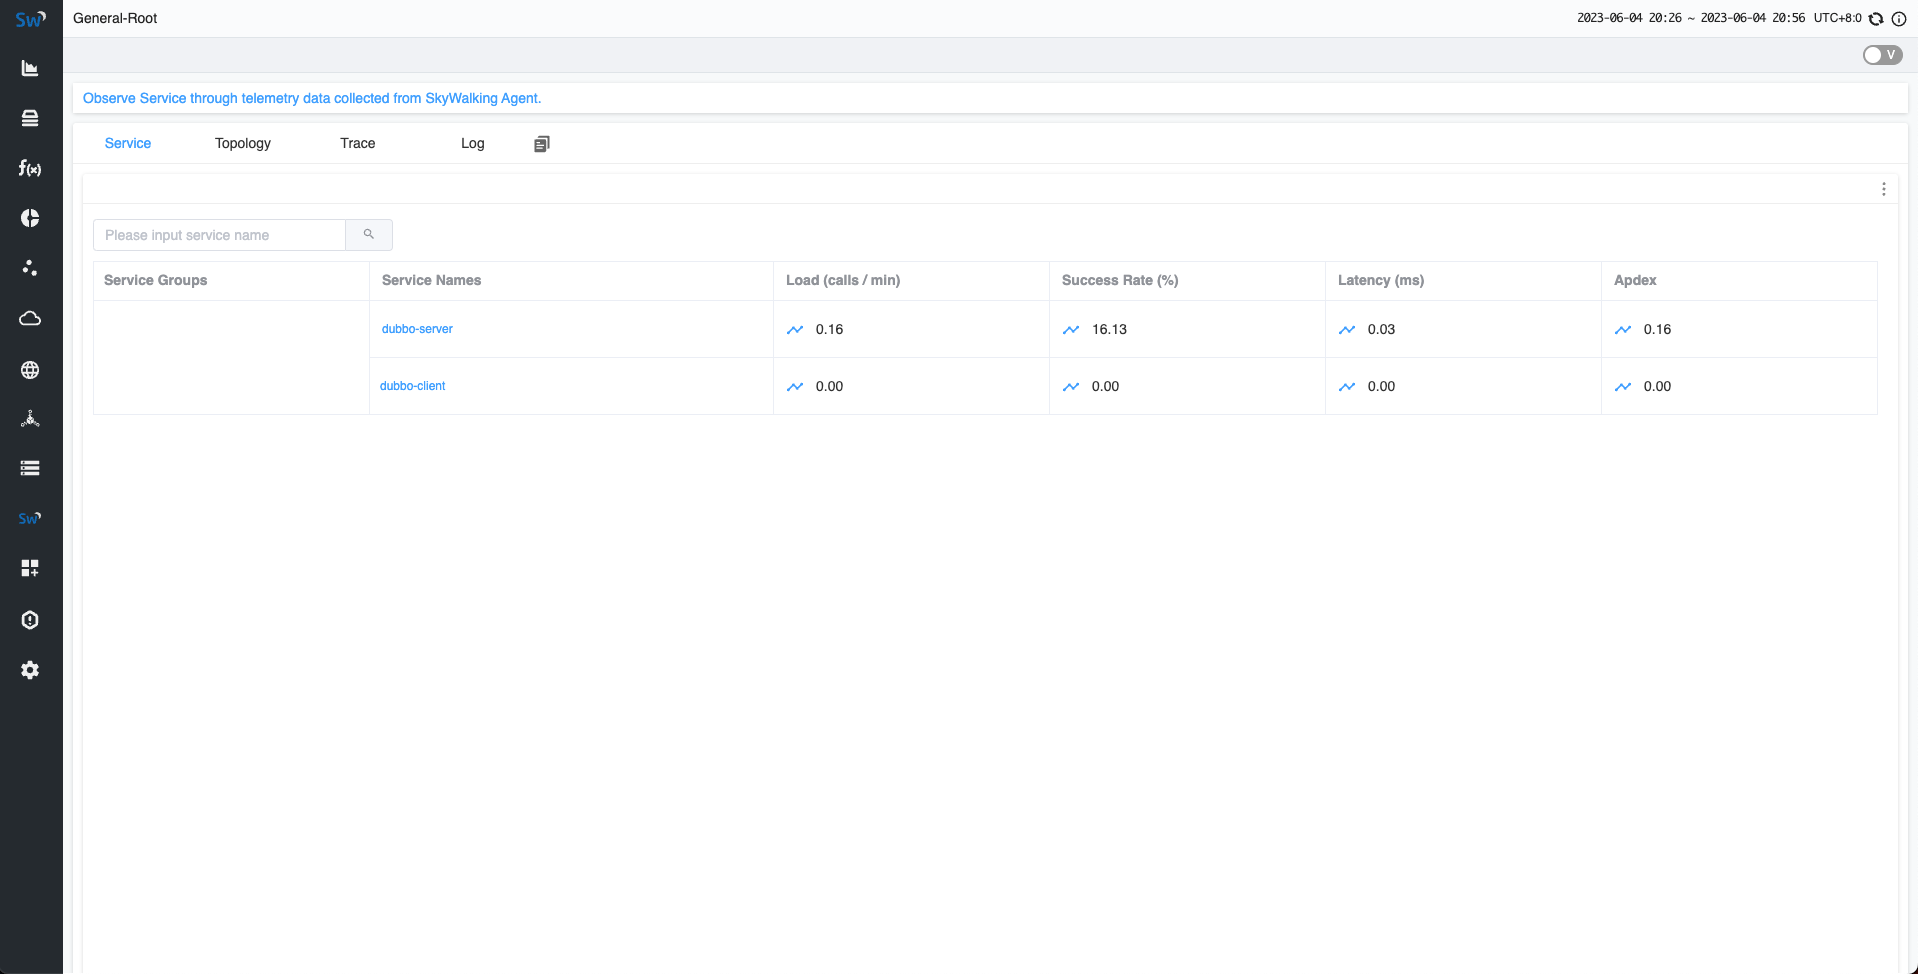 Sw
General-Root
2023-06-04 20:26 ~ 2023-06-04 20:56 UTC+8:0
V
Observe Service through telemetry data collected from SkyWalking Agent.
Service Topology Trace Log
f(x)
Please input service name
Service Groups Service Names Load (calls / min) Success Rate (%) Latency (ms) Apdex
dubbo-server 0.16 16.13 0.03 0.16
dubbo-client 0.00 0.00 0.00 0.00
Sw